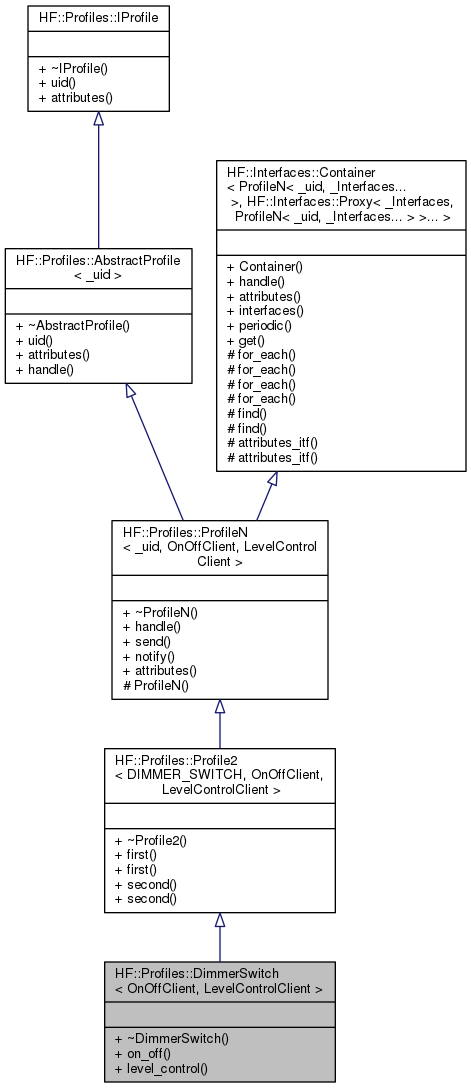 HF::Profiles::IProfile
+ ~IProfile()
+ uid()
+ attributes()
HF::Interfaces::Container
< ProfileN< _uid, _Interfaces...
>, HF::Interfaces::Proxy< _Interfaces,
ProfileN< _uid, _Interfaces... > >... >
+ Container()
+ handle()
+ attributes()
+ interfaces()
+ periodic()
+ get()
# for_each()
# for_each()
# for_each()
# for_each()
# find()
# find()
# attributes_itf()
# attributes_itf()
HF::Profiles::AbstractProfile
< _uid >
+ ~AbstractProfile()
+ uid()
+ attributes()
+ handle()
HF::Profiles::ProfileN
< _uid, OnOffClient, LevelControl
Client >
+ ~ProfileN()
+ handle()
+ send()
+ notify()
+ attributes()
# ProfileN()
HF::Profiles::Profile2
< DIMMER_SWITCH, OnOffClient,
LevelControlClient >
+ ~Profile2()
+ first()
+ first()
+ second()
+ second()
HF::Profiles::DimmerSwitch
< OnOffClient, LevelControlClient >
+ ~DimmerSwitch()
+ on_off()
+ level_control()